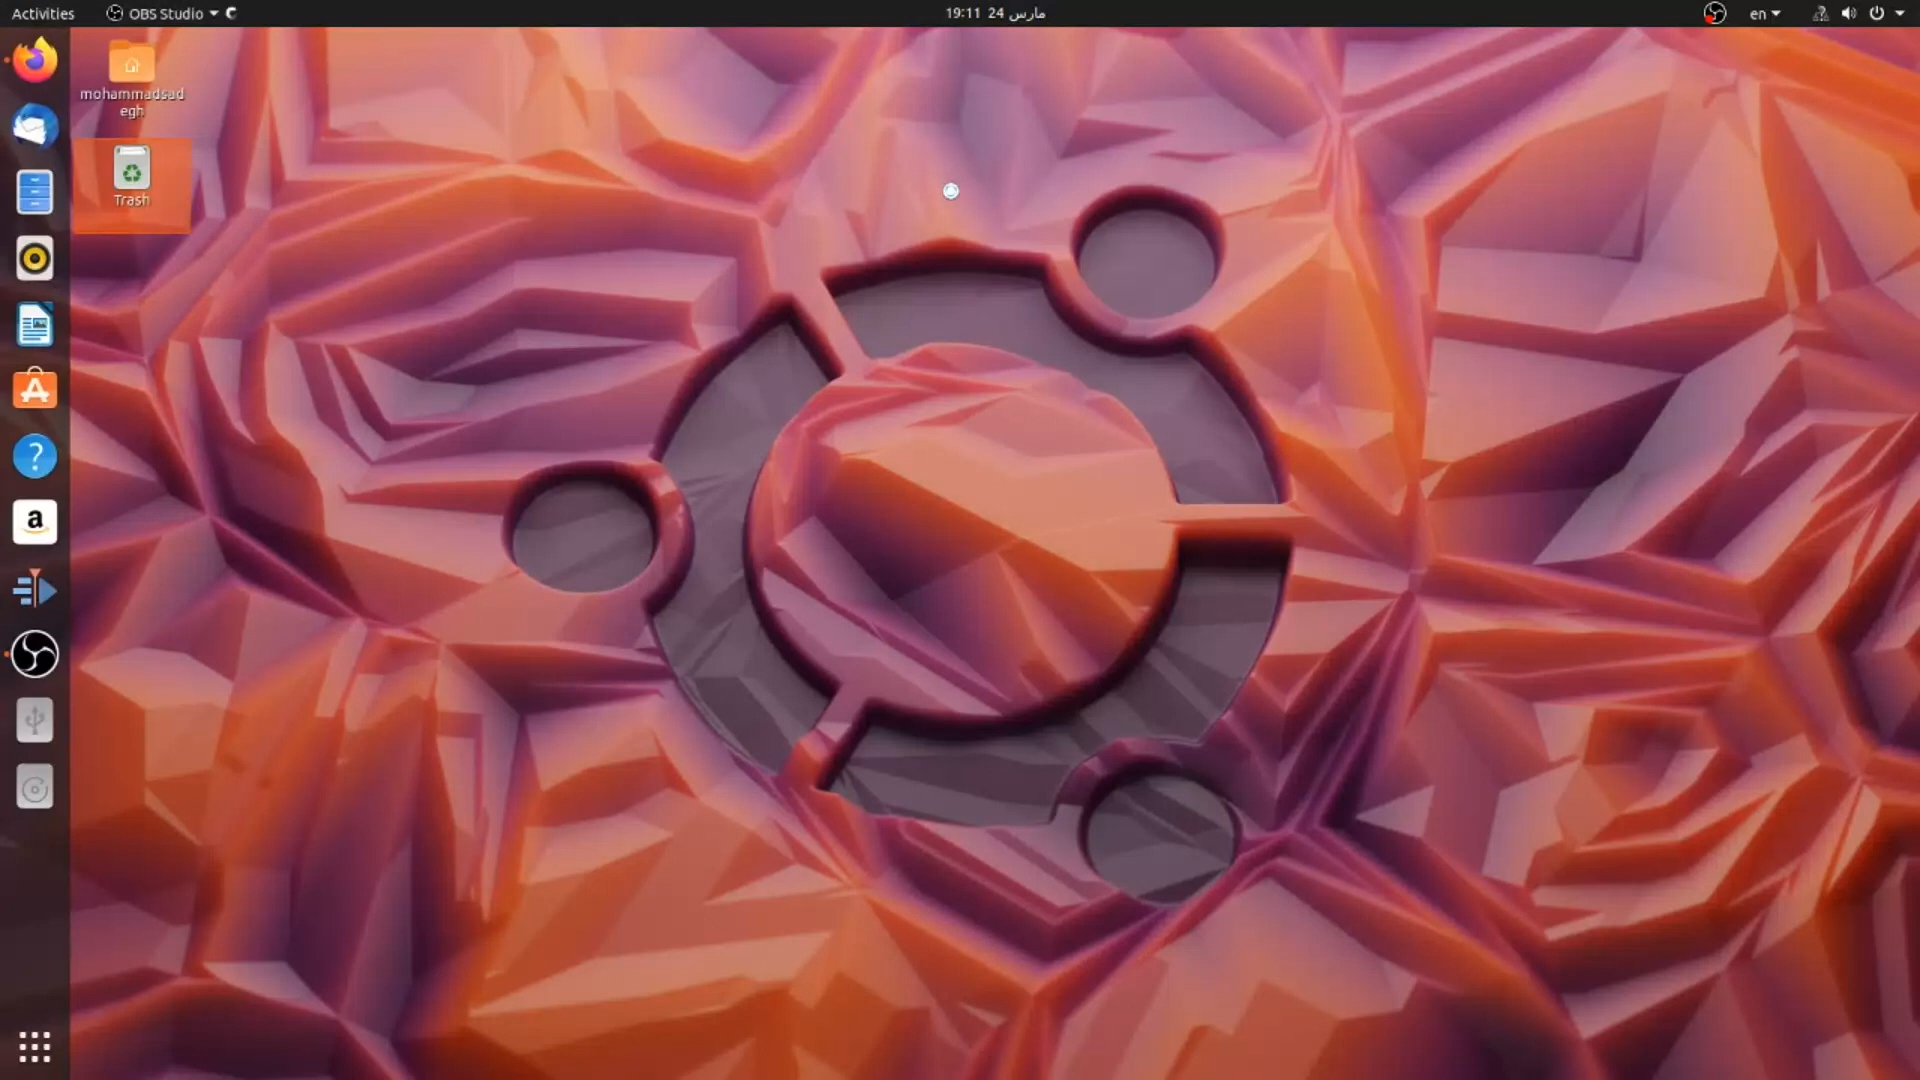 Activities
OBS Studio
19:11 24 مارس
en
mohammadsad
egh
Trash